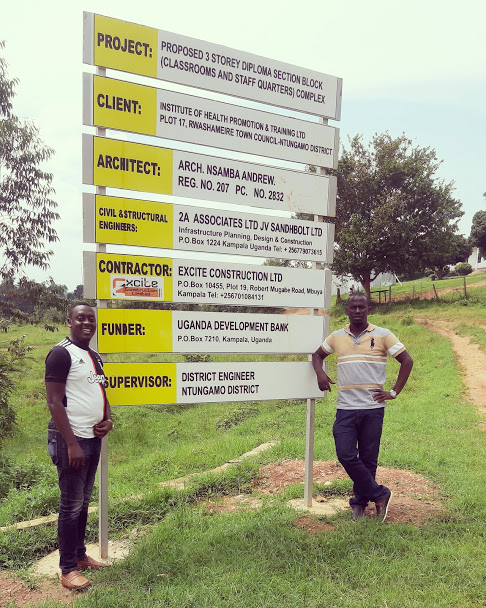 PROJECT:
PROPOSED 3 STOREY DIPLOMA SECTION BLOCK
(CLASSROOMS AND STAFF QUARTERS) COMPLEX
CLIENT:
INSTITUTE OF HEALTH PROMOTION & TRAINING LTD
PLOT 17, RWASHAMEIRE TOWN COUNCIL-NTUNGAMO DISTRICT
ARCHITECT:
ARCH. NSAMBA ANDREW.
REG. NO. 207 PC. NO. 2832
CIVIL & STRUCTURAL
ENGINEERS:
2A ASSOCIATES LTD JV SANDHBOLT LTD
Infrastructure Planning, Design & Construction
P.O.Box 1224 Kampala Uganda Tel: +256779073615
CONTRACTOR:
Excite
EXCITE CONSTRUCTION LTD
P.O.Box 10455, Plot 19, Robert Mugabe Road, Mbuya
Kampala Tel: +256701084131
FUNDER:
UGANDA DEVELOPMENT BANK
P.O.Box 7210, Kampala, Uganda
SUPERVISOR:
DISTRICT ENGINEER
NTUNGAMO DISTRICT